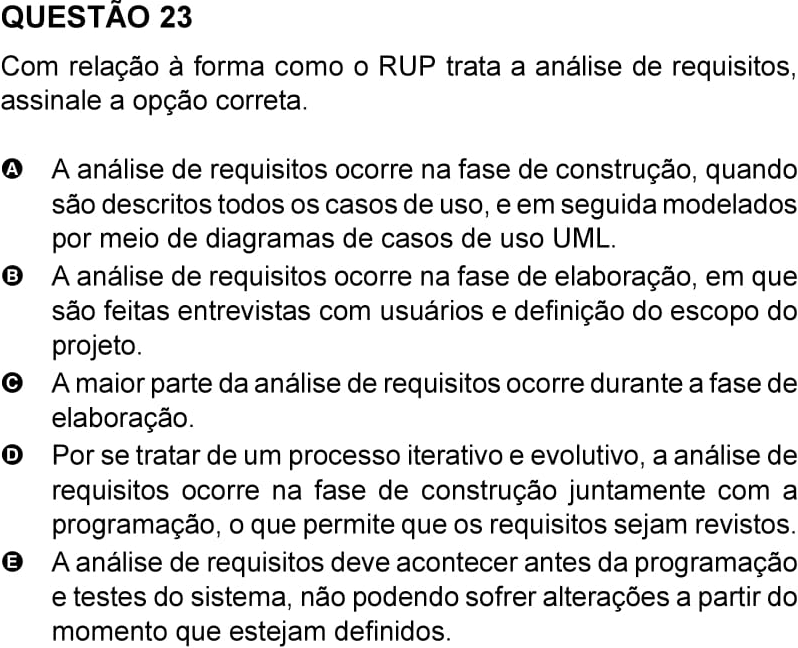 QUESTÃO 23
Com relação à forma como o RUP trata a análise de requisitos,
assinale a opção correta.
A A análise de requisitos ocorre na fase de construção, quando
são descritos todos os casos de uso, e em seguida modelados
por meio de diagramas de casos de uso UML.
B A análise de requisitos ocorre na fase de elaboração, em que
são feitas entrevistas com usuários e definição do escopo do
projeto.
C A maior parte da análise de requisitos ocorre durante a fase de
elaboração.
D Por se tratar de um processo iterativo e evolutivo, a análise de
requisitos ocorre na fase de construção juntamente com a
programação, o que permite que os requisitos sejam revistos.
E A análise de requisitos deve acontecer antes da programação
e testes do sistema, não podendo sofrer alterações a partir do
momento que estejam definidos.